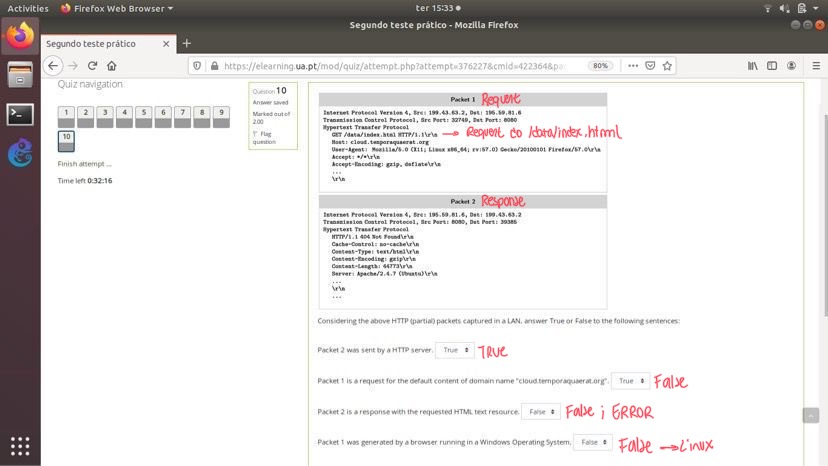 Activities Firefox Web Browser ter 15:33
Segundo teste prático - Mozilla Firefox
Segundo teste prático
https://elearning.ua.pt/mod/quiz/attempt.php?attempt=376227&cmid=422364&pa 80%
Quiz navigation
1 2 3 4 5 6 7 8 9
10
Finish attempt ...
Time left 0:32:16
Question 10
Answer saved
Marked out of
2.00
Flag
question
Packet 1 Request
Internet Protocol Version 4, Src: 199.43.63.2, Dst: 195.59.81.6
Transmission Control Protocol, Src Port: 32749, Dst Port: 8080
Hypertext Transfer Protocol
GET /data/index.html HTTP/1.1\r\n → Request to /data/index.html
Host: cloud.temporaquaerat.org
User-Agent: Mozilla/5.0 (X11; Linux x86_64; rv:57.0) Gecko/20100101 Firefox/57.0\r\n
Accept: */*\r\n
Accept-Encoding: gzip, deflate\r\n
...
\r\n
Packet 2 Response
Internet Protocol Version 4, Src: 195.59.81.6, Dst: 199.43.63.2
Transmission Control Protocol, Src Port: 8080, Dst Port: 39385
Hypertext Transfer Protocol
HTTP/1.1 404 Not Found\r\n
Cache-Control: no-cache\r\n
Content-Type: text/html\r\n
Content-Encoding: gzip\r\n
Content-Length: 44773\r\n
Server: Apache/2.4.7 (Ubuntu)\r\n
...
\r\n
...
Considering the above HTTP (partial) packets captured in a LAN, answer True or False to the following sentences:
Packet 2 was sent by a HTTP server. True TRUE
Packet 1 is a request for the default content of domain name "cloud.temporaquaerat.org". True False
Packet 2 is a response with the requested HTML text resource. False False ; ERROR
Packet 1 was generated by a browser running in a Windows Operating System. False False → Linux